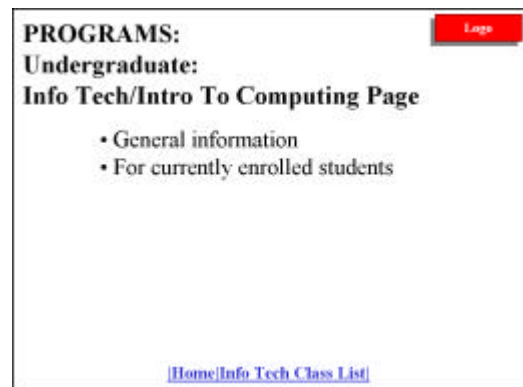 PROGRAMS:
Logo
Undergraduate:
Info Tech/Intro To Computing Page
• General information
• For currently enrolled students
|Home|Info Tech Class List|